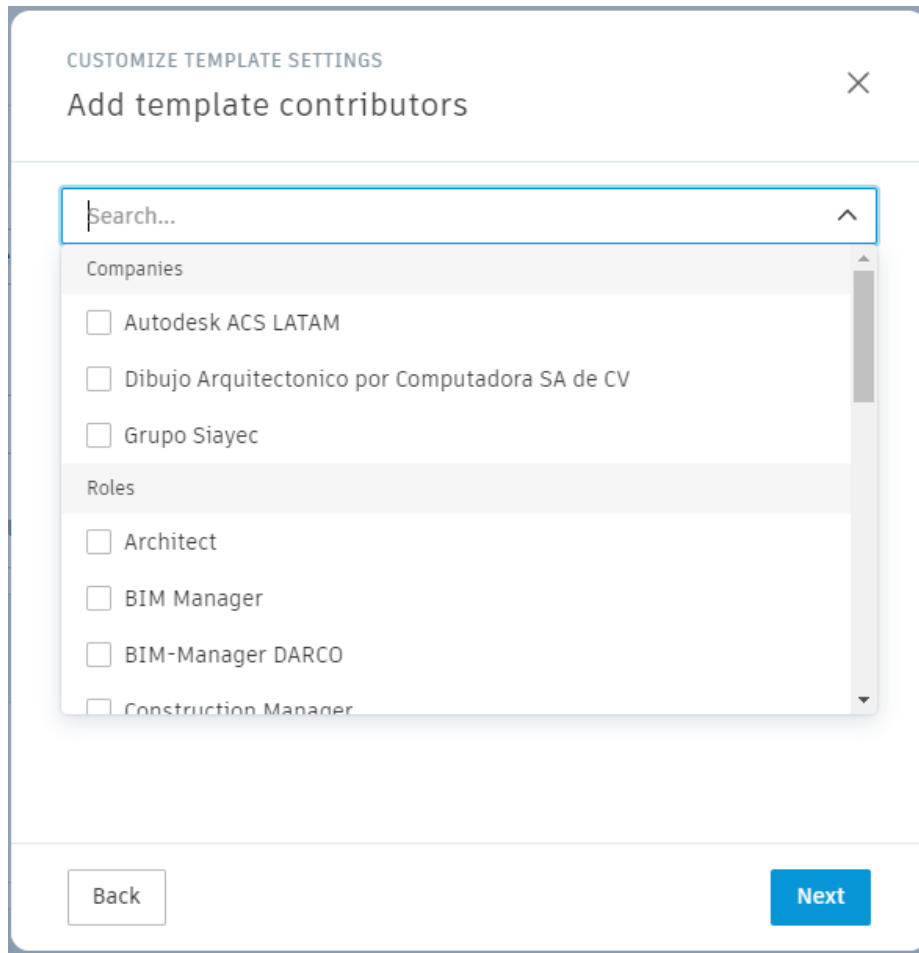 CUSTOMIZE TEMPLATE SETTINGS
Add template contributors
Search...
Companies
Autodesk ACS LATAM
Dibujo Arquitectonico por Computadora SA de CV
Grupo Siayec
Roles
Architect
BIM Manager
BIM-Manager DARCO
Construction Manager
Back
Next